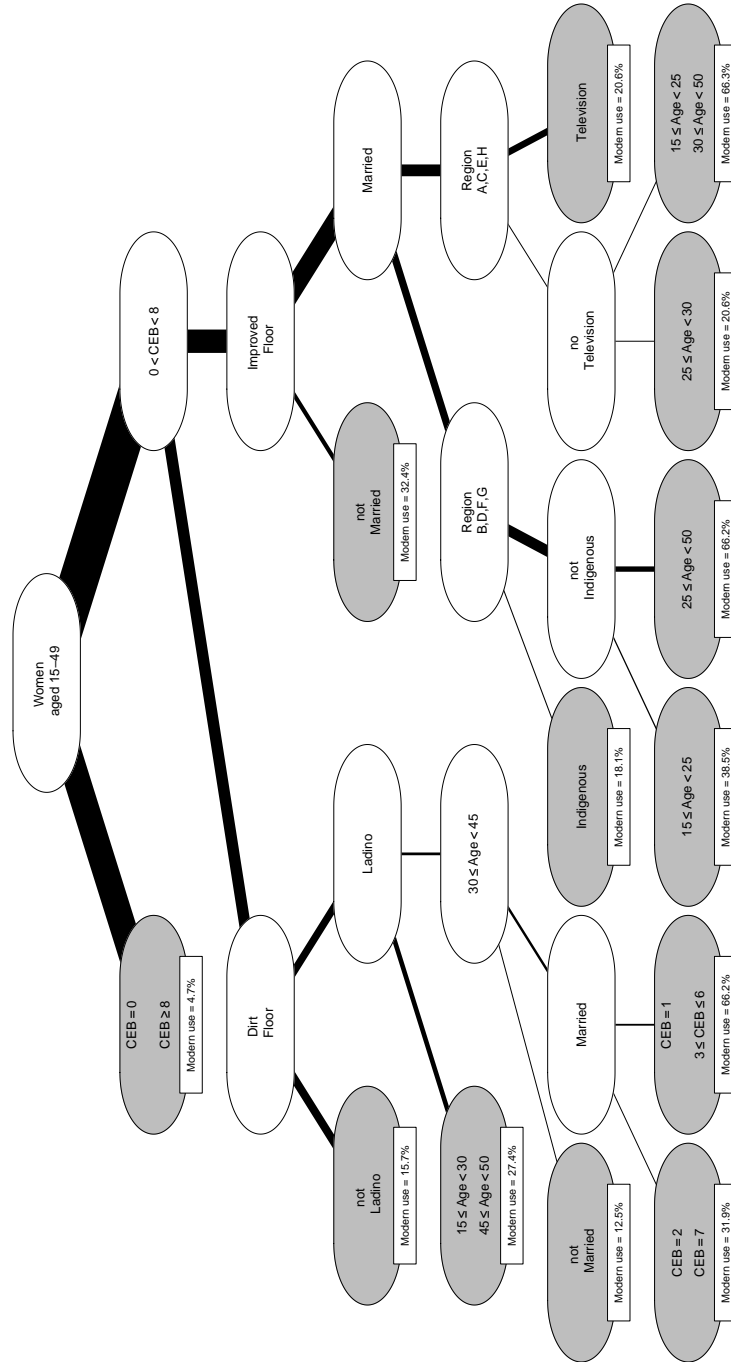 Women
aged 15–49
CEB = 0
CEB ≥ 8
Modern use = 4.7%
0 < CEB < 8
Dirt
Floor
Improved
Floor
not
Ladino
Modern use = 15.7%
Ladino
not
Married
Modern use = 32.4%
Married
15 ≤ Age < 30
45 ≤ Age < 50
Modern use = 27.4%
30 ≤ Age < 45
Region
B,D,F,G
Region
A,C,E,H
not
Married
Modern use = 12.5%
Married
Indigenous
Modern use = 18.1%
not
Indigenous
no
Television
Television
Modern use = 20.6%
CEB = 2
CEB = 7
Modern use = 31.9%
CEB = 1
3 ≤ CEB ≤ 6
Modern use = 66.2%
15 ≤ Age < 25
Modern use = 38.5%
25 ≤ Age < 50
Modern use = 66.2%
25 ≤ Age < 30
Modern use = 20.6%
15 ≤ Age < 25
30 ≤ Age < 50
Modern use = 66.3%